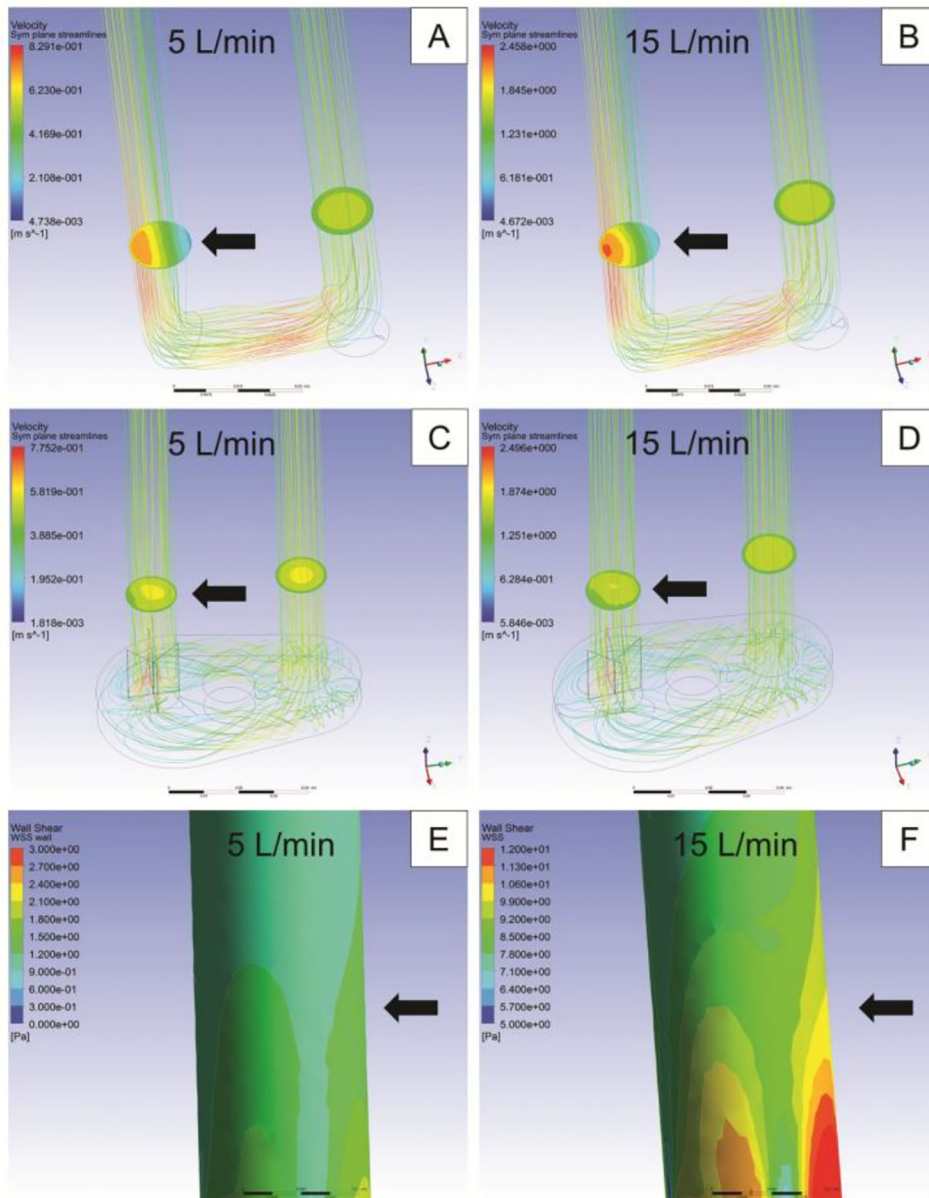 Velocity
Sym plane streamlines
8.291e-001
6.230e-001
4.169e-001
2.108e-001
4.738e-003
[m s^-1]
5 L/min
A
Velocity
Sym plane streamlines
2.458e+000
1.845e+000
1.231e+000
6.181e-001
4.672e-003
[m s^-1]
15 L/min
B
Velocity
Sym plane streamlines
7.752e-001
5.819e-001
3.885e-001
1.952e-001
1.818e-003
[m s^-1]
5 L/min
C
Velocity
Sym plane streamlines
2.496e+000
1.874e+000
1.251e+000
6.284e-001
5.846e-003
[m s^-1]
15 L/min
D
Wall Shear
WSS wall
3.000e+00
2.700e+00
2.400e+00
2.100e+00
1.800e+00
1.500e+00
1.200e+00
9.000e-01
6.000e-01
3.000e-01
0.000e+00
[Pa]
5 L/min
E
Wall Shear
WSS
1.200e+01
1.130e+01
1.060e+01
9.900e+00
9.200e+00
8.500e+00
7.800e+00
7.100e+00
6.400e+00
5.700e+00
5.000e+00
[Pa]
15 L/min
F